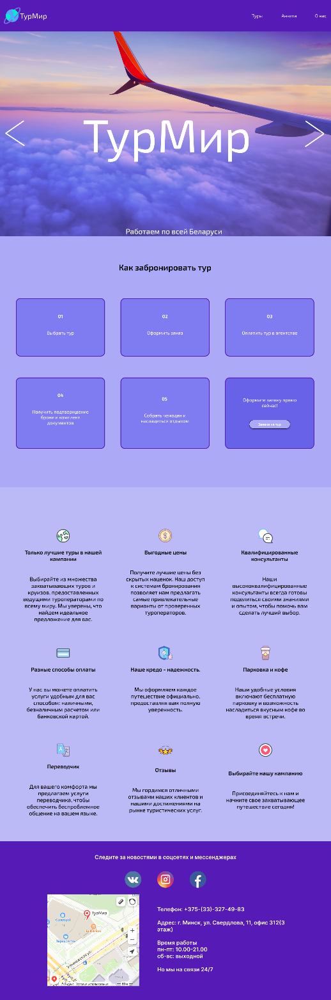 ТурМир
Туры Анкета О нас
ТурМир
Работаем по всей Беларуси
Как забронировать тур
01
Выбрать тур
02
Оформить заказ
03
Оплатить тур в агентстве
04
Получить подтверждение
брони и комплект
документов
05
Собрать чемодан и
насладиться отдыхом
Оформите заявку прямо
сейчас!
Заявка на тур
Только лучшие туры в нашей
кампании
Выбирайте из множества
захватывающих туров и
круизов, предоставленных
ведущими туроператорами по
всему миру. Мы уверены, что
найдем идеальное
предложение для вас.
Выгодные цены
Получите лучшие цены без
скрытых наценок. Наш доступ
к системам бронирования
позволяет нам предлагать
самые привлекательные
варианты от проверенных
туроператоров.
Квалифицированные
консультанты
Наши
высококвалифицированные
консультанты всегда готовы
поделиться своими знаниями
и опытом, чтобы помочь вам
сделать лучший выбор.
Разные способы оплаты
У нас вы можете оплатить
услуги удобным для вас
способом: наличными,
безналичным расчетом или
банковской картой.
Наше кредо - надежность.
Мы оформляем каждое
путешествие официально,
предоставляя вам полную
уверенность.
Парковка и кофе
Наши удобные условия
включают бесплатную
парковку и возможность
насладиться вкусным кофе во
время встречи.
Переводчик
Для вашего комфорта мы
предлагаем услуги
переводчика, чтобы
обеспечить беспроблемное
общение на вашем языке.
Отзывы
Мы гордимся отличными
отзывами наших клиентов и
нашими достижениями на
рынке туристических услуг.
Выбирайте нашу кампанию
Присоединяйтесь к нам и
начните свое захватывающее
путешествие сегодня!
Следите за новостями в соцсетях и мессенджерах
ТурМир
Перекресток
Ульяновская ул.
© Яндекс Условия использования
Телефон: +375-(33)-327-49-83
Адрес: г. Минск, ул. Свердлова, 11, офис 312(3
этаж)
Время работы
пн-пт: 10.00-21.00
сб-вс: выходной
Но мы на связи 24/7